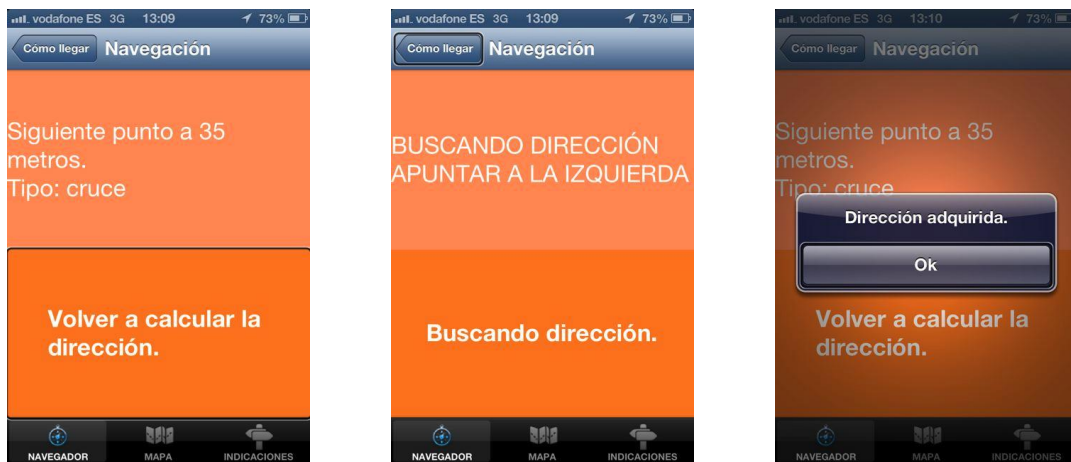 vodafone ES 3G 13:09 73%
Cómo llegar Navegación
Siguiente punto a 35
metros.
Tipo: cruce
Volver a calcular la
dirección.
NAVEGADOR MAPA INDICACIONES
vodafone ES 3G 13:09 73%
Cómo llegar Navegación
BUSCANDO DIRECCIÓN
APUNTAR A LA IZQUIERDA
Buscando dirección.
NAVEGADOR MAPA INDICACIONES
vodafone ES 3G 13:10 73%
Cómo llegar Navegación
Siguiente punto a 35
metros.
Tipo: cruce
Dirección adquirida.
Ok
Volver a calcular la
dirección.
NAVEGADOR MAPA INDICACIONES